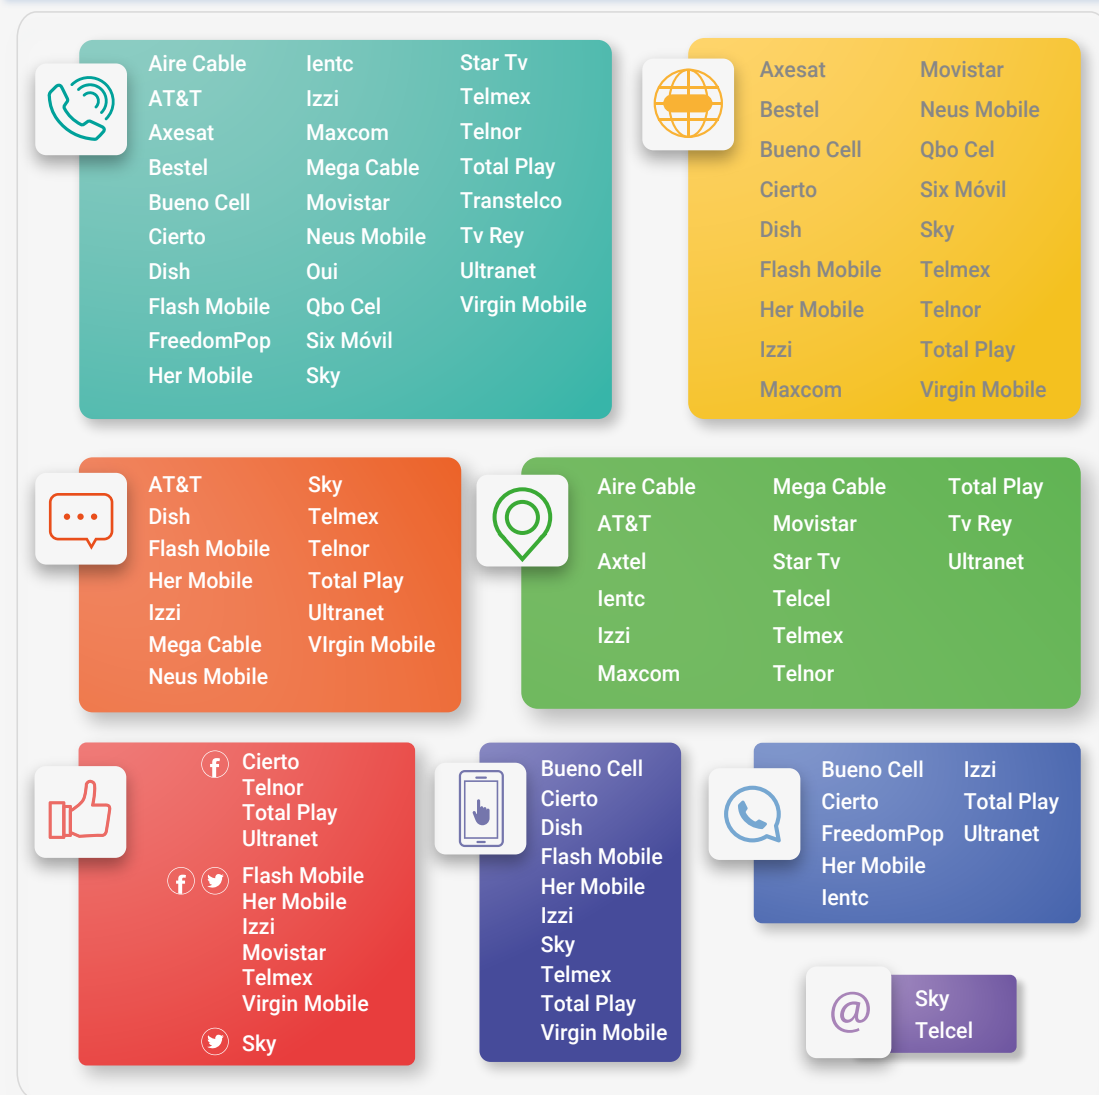 Aire Cable
AT&T
Axesat
Bestel
Bueno Cell
Cierto
Dish
Flash Mobile
FreedomPop
Her Mobile
Ientc
Izzi
Maxcom
Mega Cable
Movistar
Neus Mobile
Oui
Qbo Cel
Six Móvil
Sky
Star Tv
Telmex
Telnor
Total Play
Transtelco
Tv Rey
Ultranet
Virgin Mobile
Axesat
Bestel
Bueno Cell
Cierto
Dish
Flash Mobile
Her Mobile
Izzi
Maxcom
Movistar
Neus Mobile
Qbo Cel
Six Móvil
Sky
Telmex
Telnor
Total Play
Virgin Mobile
AT&T
Dish
Flash Mobile
Her Mobile
Izzi
Mega Cable
Neus Mobile
Sky
Telmex
Telnor
Total Play
Ultranet
VIrgin Mobile
Aire Cable
AT&T
Axtel
Ientc
Izzi
Maxcom
Mega Cable
Movistar
Star Tv
Telcel
Telmex
Telnor
Total Play
Tv Rey
Ultranet
Cierto
Telnor
Total Play
Ultranet
Flash Mobile
Her Mobile
Izzi
Movistar
Telmex
Virgin Mobile
Sky
Bueno Cell
Cierto
Dish
Flash Mobile
Her Mobile
Izzi
Sky
Telmex
Total Play
Virgin Mobile
Bueno Cell
Cierto
FreedomPop
Her Mobile
Ientc
Izzi
Total Play
Ultranet
@
Sky
Telcel